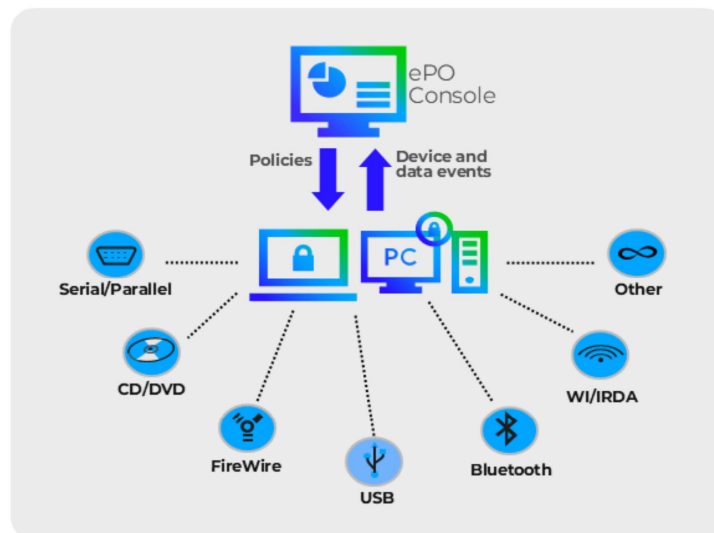 ePO
Console
Policies
Device and
data events
PC
Serial/Parallel
Other
CD/DVD
WI/IRDA
FireWire
Bluetooth
USB